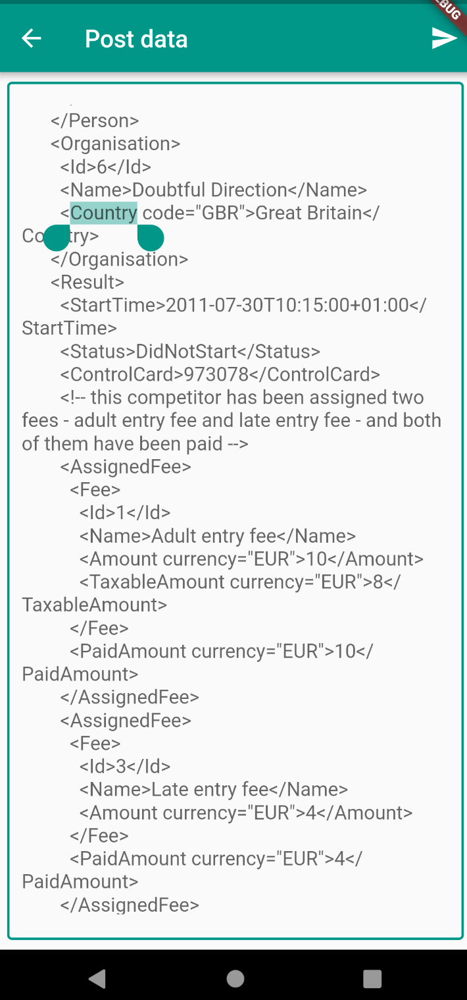 BUG
Post data
</Person>
<Organisation>
<Id>6</Id>
<Name>Doubtful Direction</Name>
<Country code="GBR">Great Britain</
Country>
</Organisation>
<Result>
<StartTime>2011-07-30T10:15:00+01:00</
StartTime>
<Status>DidNotStart</Status>
<ControlCard>973078</ControlCard>
<!-- this competitor has been assigned two
fees - adult entry fee and late entry fee - and both
of them have been paid -->
<AssignedFee>
<Fee>
<Id>1</Id>
<Name>Adult entry fee</Name>
<Amount currency="EUR">10</Amount>
<TaxableAmount currency="EUR">8</
TaxableAmount>
</Fee>
<PaidAmount currency="EUR">10</
PaidAmount>
</AssignedFee>
<AssignedFee>
<Fee>
<Id>3</Id>
<Name>Late entry fee</Name>
<Amount currency="EUR">4</Amount>
</Fee>
<PaidAmount currency="EUR">4</
PaidAmount>
</AssignedFee>